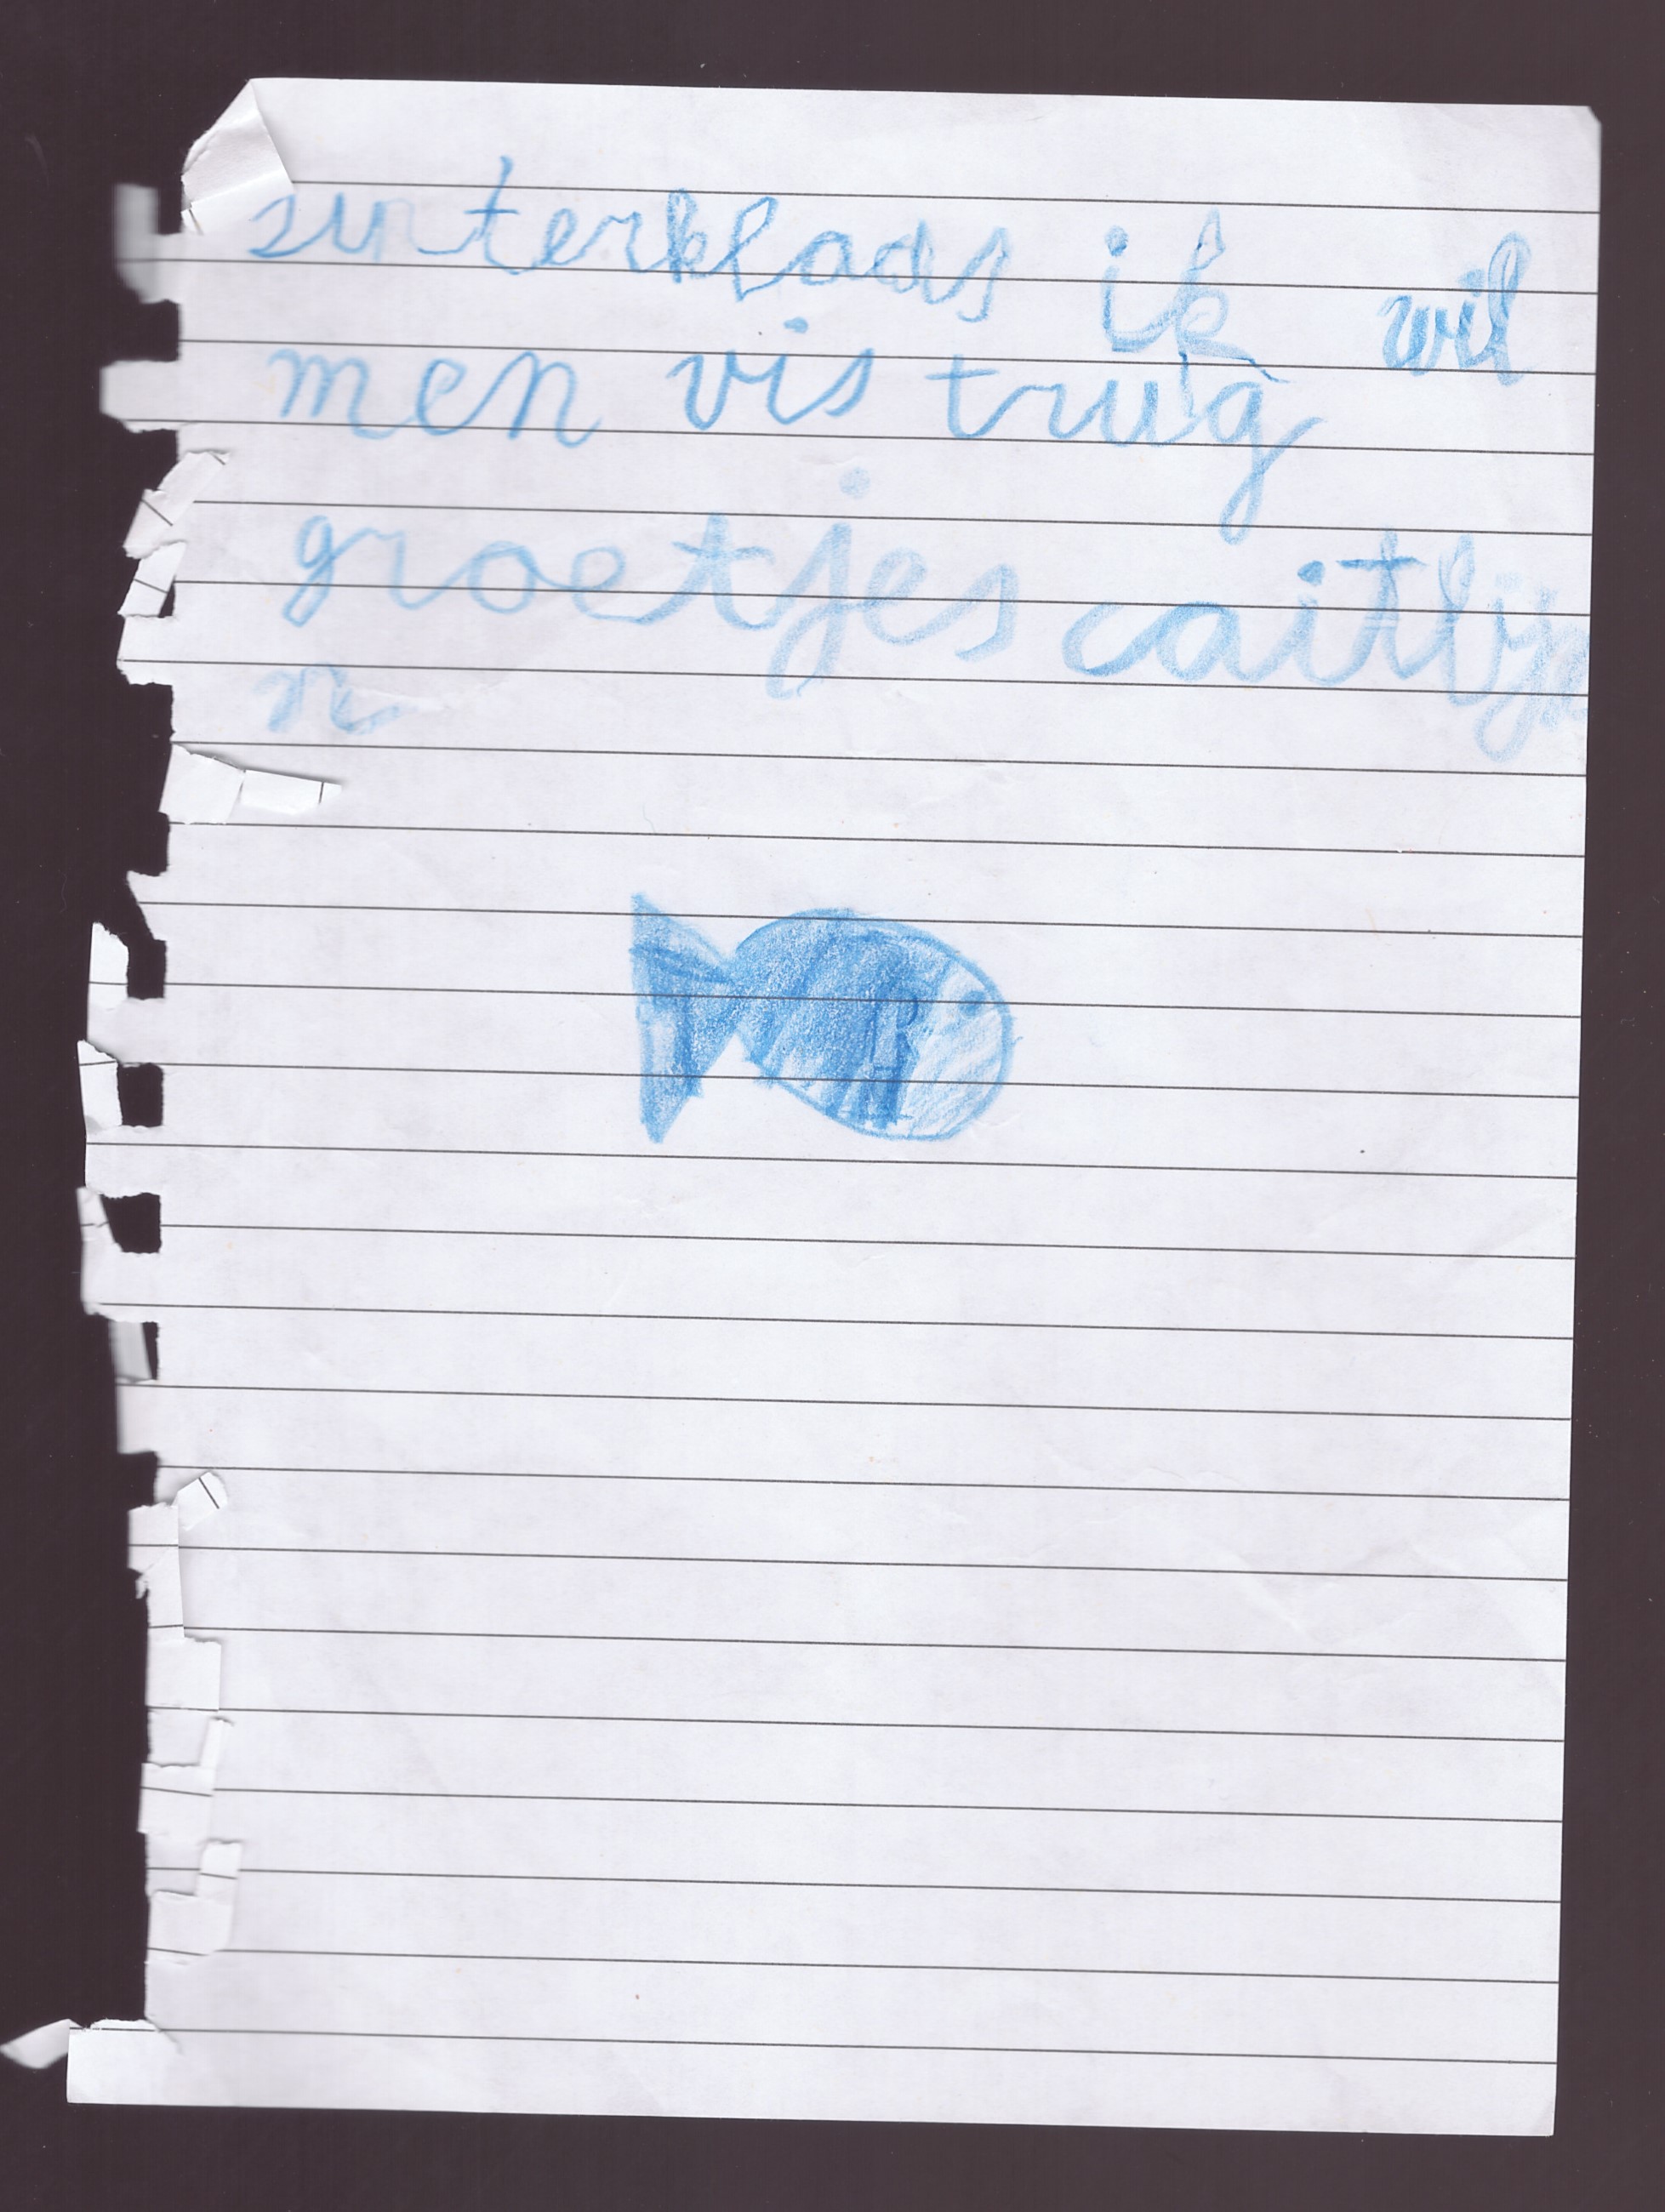 sinterklaas ik wil
men vis trug
groetjes caitlyn
n